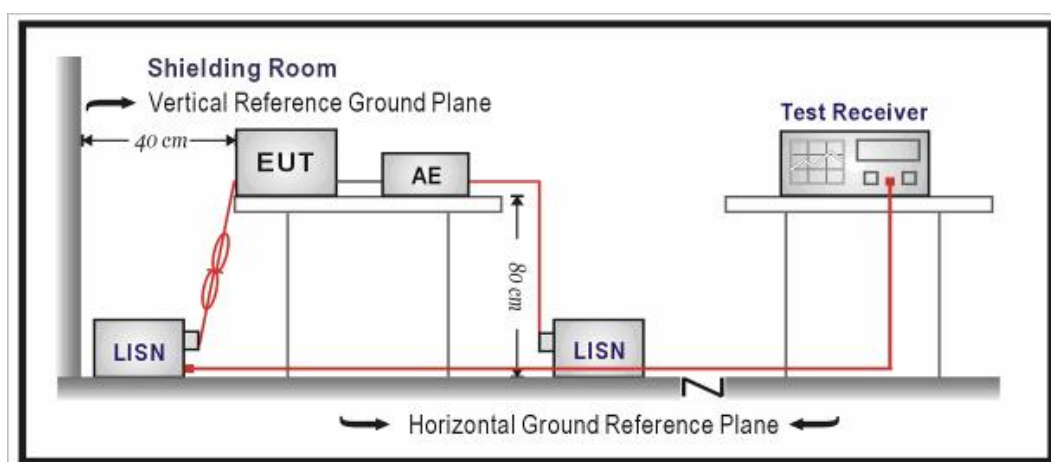 Shielding Room
Vertical Reference Ground Plane
Test Receiver
40 cm
EUT
AE
80 cm
LISN
LISN
Horizontal Ground Reference Plane